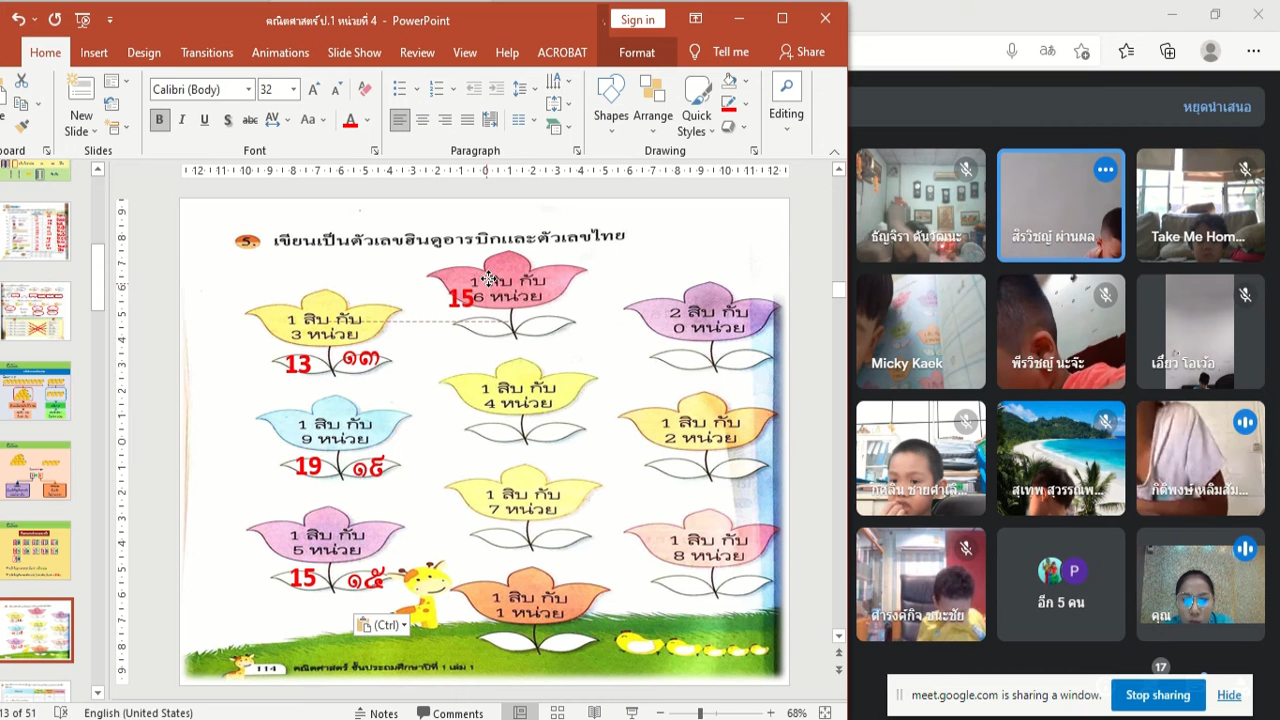 คณิตศาสตร์ ป.1 หน่วยที่ 4 - PowerPoint
Sign in
Home Insert Design Transitions Animations Slide Show Review View Help ACROBAT Format Tell me Share
Calibri (Body) 32
New
Slide
B I U S abc AV Aa A
Shapes Arrange Quick
Styles
Editing
oard Slides Font Paragraph Drawing
5. เขียนเป็นตัวเลขฮินดูอารบิกและตัวเลขไทย
1 สิบ กับ
6 หน่วย
15
1 สิบ กับ
3 หน่วย
13 ๑๓
2 สิบ กับ
0 หน่วย
1 สิบ กับ
4 หน่วย
1 สิบ กับ
9 หน่วย
19 ๑๙
1 สิบ กับ
2 หน่วย
1 สิบ กับ
7 หน่วย
1 สิบ กับ
5 หน่วย
15 ๑๕
1 สิบ กับ
8 หน่วย
1 สิบ กับ
1 หน่วย
(Ctrl)
114 คณิตศาสตร์ ชั้นประถมศึกษาปีที่ 1 เล่ม 1
13 of 51 English (United States) Notes Comments 68%
หยุดนำเสนอ
ธัญจิรา ตันวัฒนะ
สิรวิชญ์ ผ่านผล
Take Me Hom...
Micky Kaek
พีรวิชญ์ นะจ๊ะ
เอี๋ยว โอเว้อ
สุเทพ สุวรรณพ...
กิติพงษ์ เหลิมสัม...
สารงค์กิจ ชนะชัย
P
อีก 5 คน
คุณ
17
meet.google.com is sharing a window. Stop sharing Hide